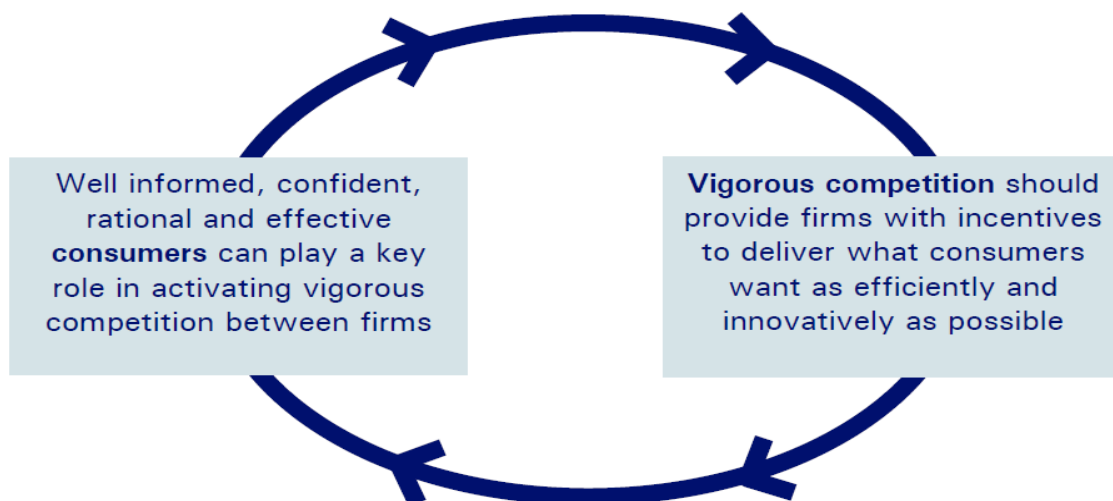 Well informed, confident,
rational and effective
consumers can play a key
role in activating vigorous
competition between firms
Vigorous competition should
provide firms with incentives
to deliver what consumers
want as efficiently and
innovatively as possible